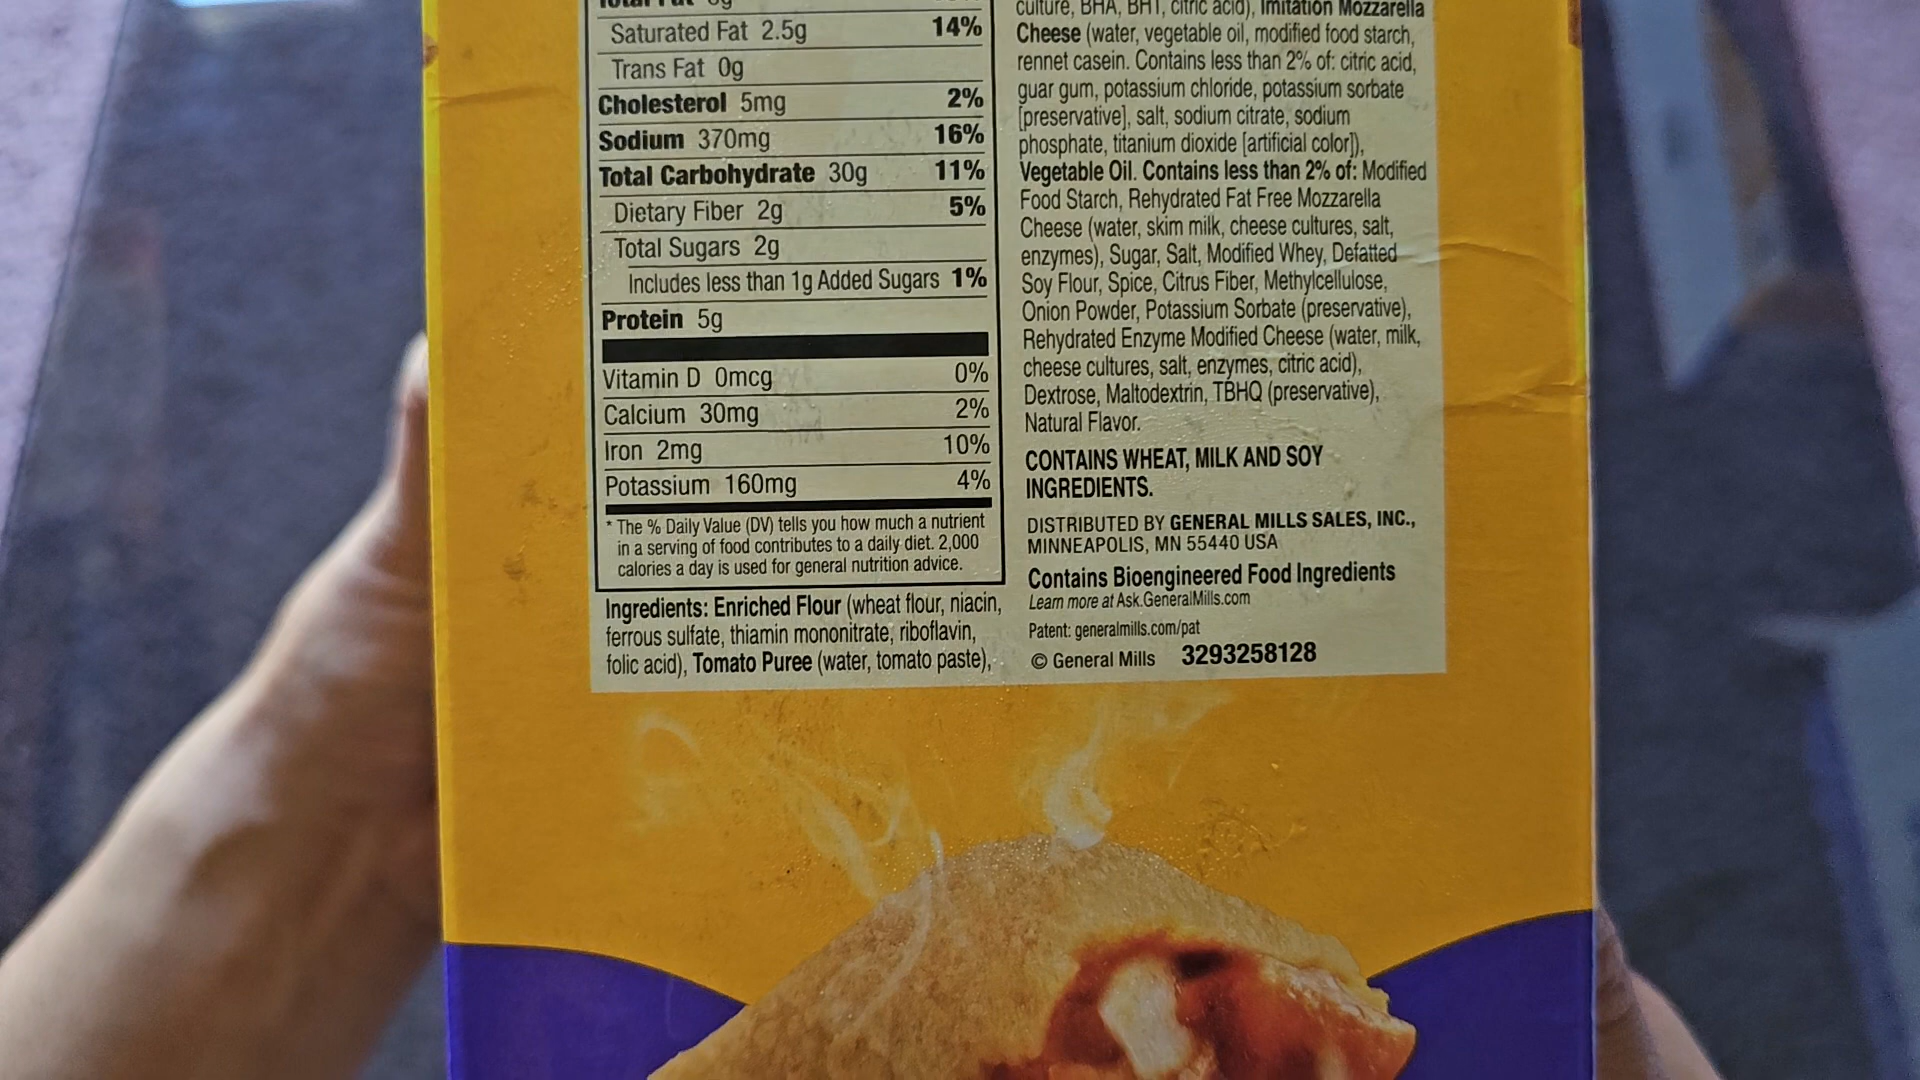 Total Fat
Saturated Fat 2.5g 14%
Trans Fat 0g
Cholesterol 5mg 2%
Sodium 370mg 16%
Total Carbohydrate 30g 11%
Dietary Fiber 2g 5%
Total Sugars 2g
Includes less than 1g Added Sugars 1%
Protein 5g
Vitamin D 0mcg 0%
Calcium 30mg 2%
Iron 2mg 10%
Potassium 160mg 4%
* The % Daily Value (DV) tells you how much a nutrient
in a serving of food contributes to a daily diet. 2,000
calories a day is used for general nutrition advice.
Ingredients: Enriched Flour (wheat flour, niacin,
ferrous sulfate, thiamin mononitrate, riboflavin,
folic acid), Tomato Puree (water, tomato paste),
culture, BHA, BHT, citric acid), Imitation Mozzarella
Cheese (water, vegetable oil, modified food starch,
rennet casein. Contains less than 2% of: citric acid,
guar gum, potassium chloride, potassium sorbate
[preservative], salt, sodium citrate, sodium
phosphate, titanium dioxide [artificial color]),
Vegetable Oil. Contains less than 2% of: Modified
Food Starch, Rehydrated Fat Free Mozzarella
Cheese (water, skim milk, cheese cultures, salt,
enzymes), Sugar, Salt, Modified Whey, Defatted
Soy Flour, Spice, Citrus Fiber, Methylcellulose,
Onion Powder, Potassium Sorbate (preservative),
Rehydrated Enzyme Modified Cheese (water, milk,
cheese cultures, salt, enzymes, citric acid),
Dextrose, Maltodextrin, TBHQ (preservative),
Natural Flavor.
CONTAINS WHEAT, MILK AND SOY
INGREDIENTS.
DISTRIBUTED BY GENERAL MILLS SALES, INC.,
MINNEAPOLIS, MN 55440 USA
Contains Bioengineered Food Ingredients
Learn more at Ask.GeneralMills.com
Patent: generalmills.com/pat
© General Mills 3293258128